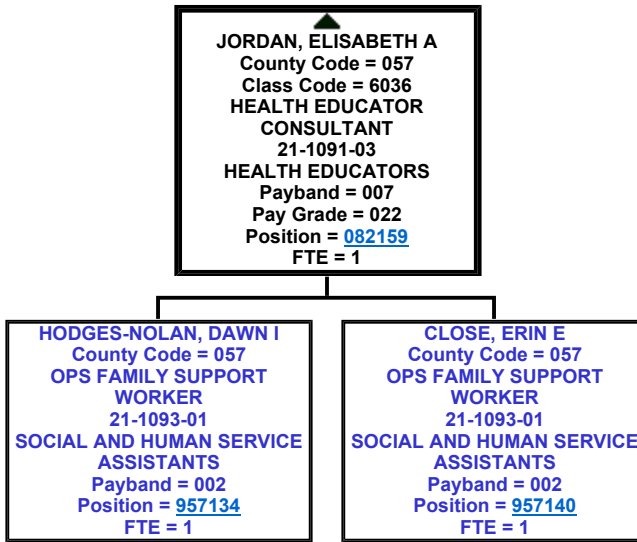 JORDAN, ELISABETH A
County Code = 057
Class Code = 6036
HEALTH EDUCATOR
CONSULTANT
21-1091-03
HEALTH EDUCATORS
Payband = 007
Pay Grade = 022
Position = 082159
FTE = 1
HODGES-NOLAN, DAWN I
County Code = 057
OPS FAMILY SUPPORT
WORKER
21-1093-01
SOCIAL AND HUMAN SERVICE
ASSISTANTS
Payband = 002
Position = 957134
FTE = 1
CLOSE, ERIN E
County Code = 057
OPS FAMILY SUPPORT
WORKER
21-1093-01
SOCIAL AND HUMAN SERVICE
ASSISTANTS
Payband = 002
Position = 957140
FTE = 1